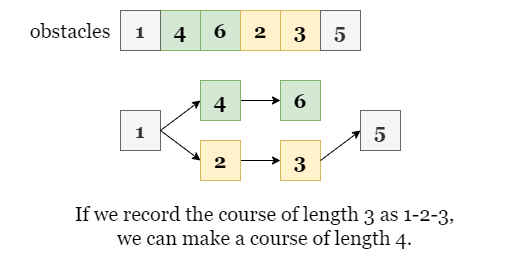 obstacles 1 4 6 2 3 5
4 6
1 5
2 3
If we record the course of length 3 as 1-2-3,
we can make a course of length 4.